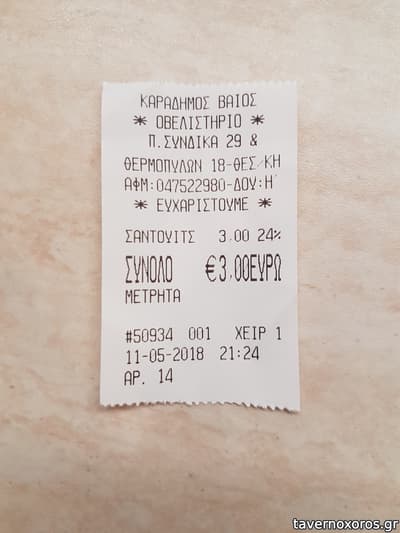 ΚΑΡΑΔΗΜΟΣ ΒΑΙΟΣ
* ΟΒΕΛΙΣΤΗΡΙΟ *
Π.ΣΥΝΔΙΚΑ 29 &
ΘΕΡΜΟΠΥΛΩΝ 18-ΘΕΣ/ΚΗ
ΑΦΜ:047522980-ΔΟΥ:Η'
* ΕΥΧΑΡΙΣΤΟΥΜΕ *
ΣΑΝΤΟΥΙΤΣ 3.00 24%
ΣΥΝΟΛΟ €3.00ΕΥΡΩ
ΜΕΤΡΗΤΑ
#50934 001 ΧΕΙΡ 1
11-05-2018 21:24
ΑΡ. 14
tavernoxoros.gr